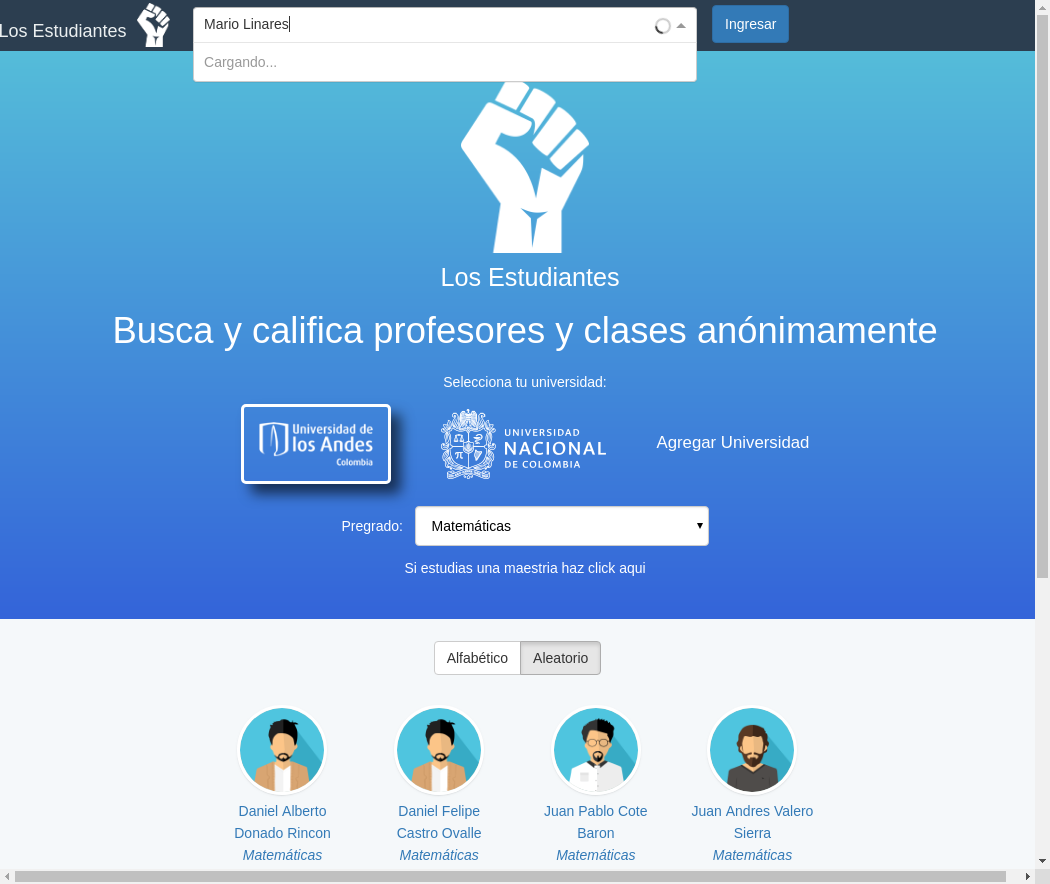 Los Estudiantes
Mario Linares
Ingresar
Cargando...
Los Estudiantes
Busca y califica profesores y clases anónimamente
Selecciona tu universidad:
Universidad de
los Andes
Colombia
UNIVERSIDAD
NACIONAL
DE COLOMBIA
Agregar Universidad
Pregrado:
Matemáticas
Si estudias una maestria haz click aqui
Alfabético
Aleatorio
Daniel Alberto
Donado Rincon
Matemáticas
Daniel Felipe
Castro Ovalle
Matemáticas
Juan Pablo Cote
Baron
Matemáticas
Juan Andres Valero
Sierra
Matemáticas